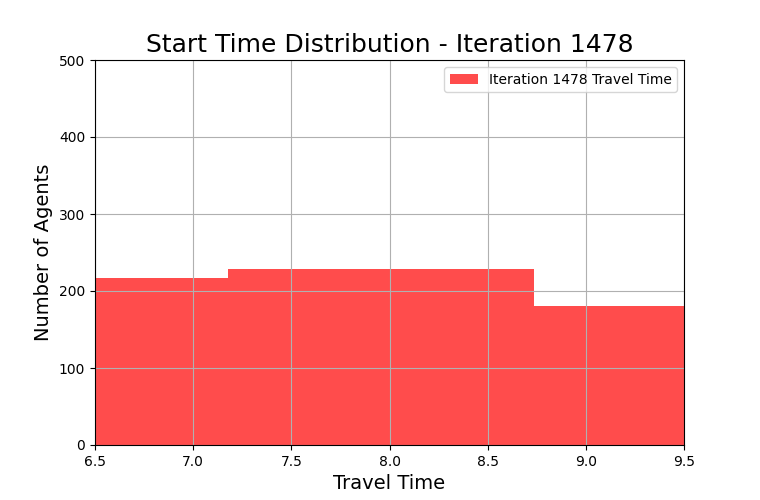 Start Time Distribution - Iteration 1478
Iteration 1478 Travel Time
Number of Agents
500
400
300
200
100
0
6.5 7.0 7.5 8.0 8.5 9.0 9.5
Travel Time